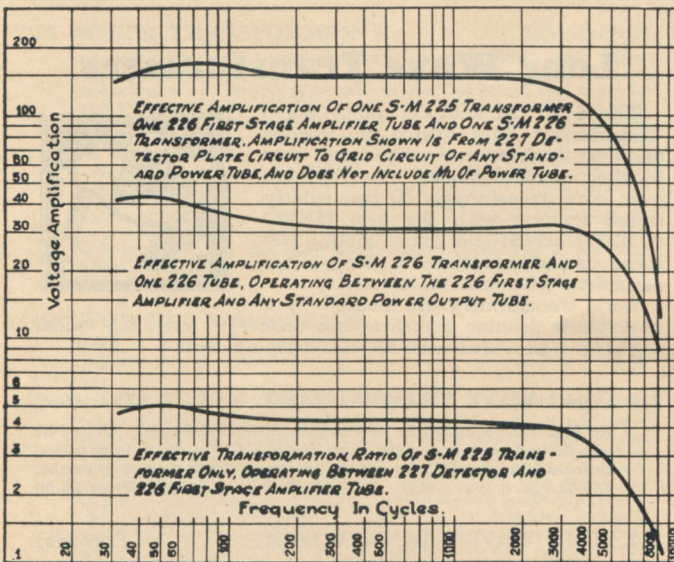 200
100
80
60
50
40
30
20
10
6
5
4
3
2
.1
Voltage Amplification
EFFECTIVE AMPLIFICATION OF ONE S-M 225 TRANSFORMER
ONE 226 FIRST STAGE AMPLIFIER TUBE AND ONE S-M 226
TRANSFORMER. AMPLIFICATION SHOWN IS FROM 227 DE-
TECTOR PLATE CIRCUIT TO GRID CIRCUIT OF ANY STAND-
ARD POWER TUBE, AND DOES NOT INCLUDE MU OF POWER TUBE.
EFFECTIVE AMPLIFICATION OF S-M 226 TRANSFORMER AND
ONE 226 TUBE, OPERATING BETWEEN THE 226 FIRST STAGE
AMPLIFIER AND ANY STANDARD POWER OUTPUT TUBE.
EFFECTIVE TRANSFORMATION RATIO OF S-M 225 TRANS-
FORMER ONLY, OPERATING BETWEEN 227 DETECTOR AND
226 FIRST STAGE AMPLIFIER TUBE.
Frequency In Cycles.
20 30 40 50 60 100 200 300 400 600 1000 2000 3000 4000 5000 8000 10000